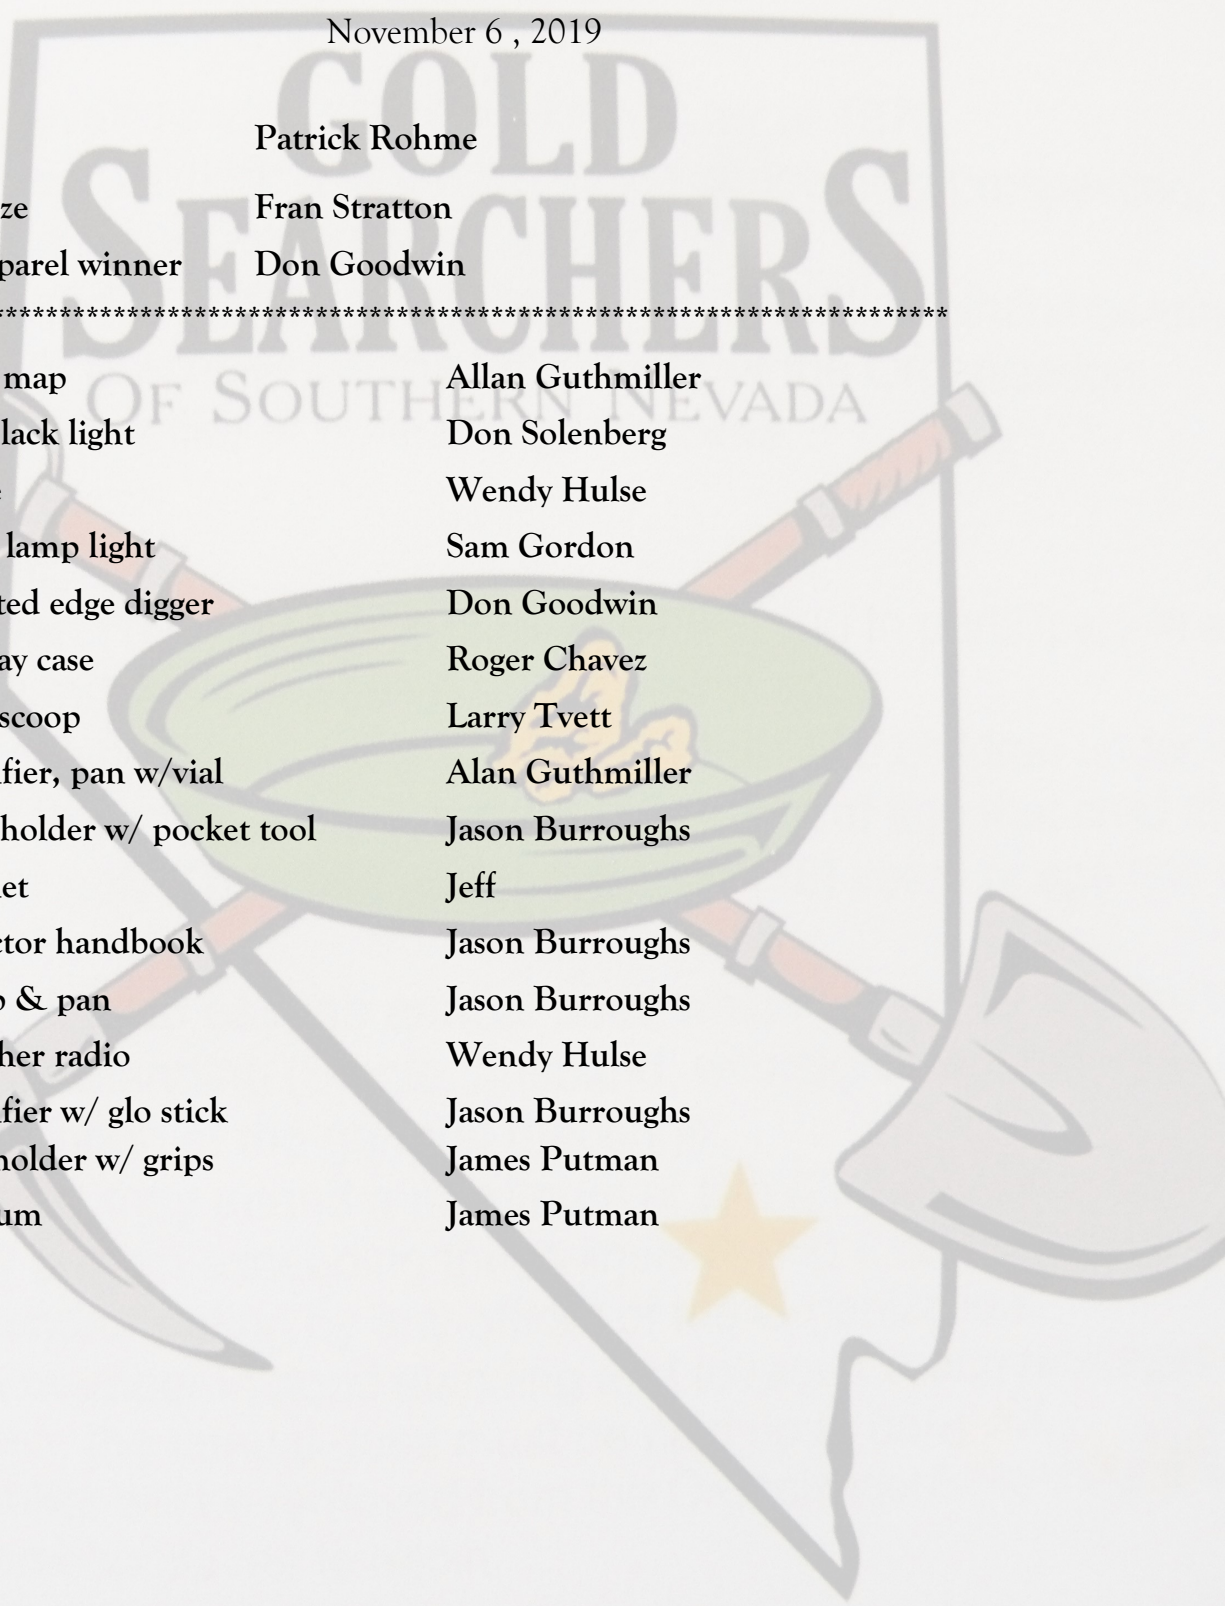 November 6 , 2019
GOLD
SEARCHERS
OF SOUTHERN NEVADA
Patrick Rohme
ze Fran Stratton
parel winner Don Goodwin
************************************************************************
map Allan Guthmiller
lack light Don Solenberg
Wendy Hulse
lamp light Sam Gordon
ted edge digger Don Goodwin
ay case Roger Chavez
scoop Larry Tvett
fier, pan w/vial Alan Guthmiller
holder w/ pocket tool Jason Burroughs
et Jeff
ctor handbook Jason Burroughs
& pan Jason Burroughs
her radio Wendy Hulse
fier w/ glo stick Jason Burroughs
holder w/ grips James Putman
um James Putman